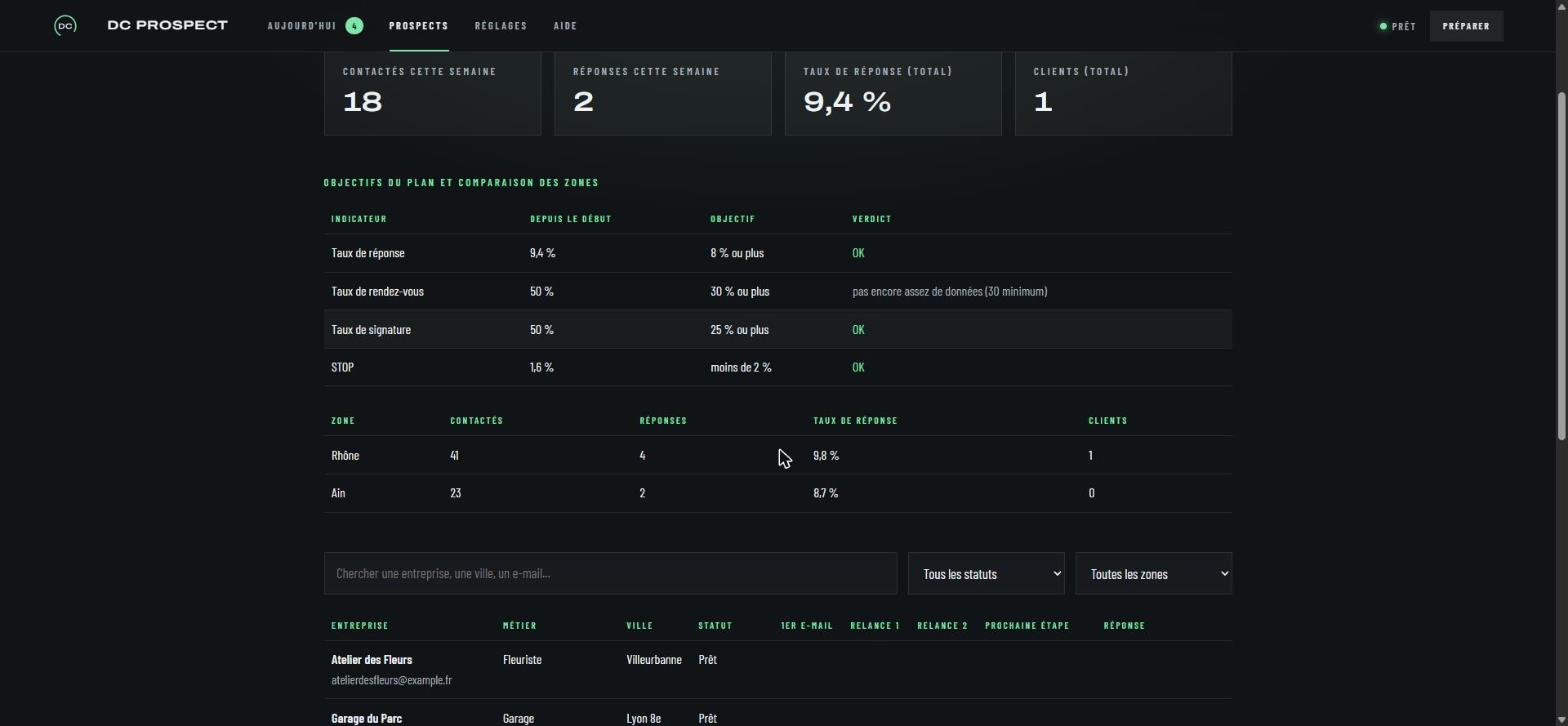 DC DC PROSPECT AUJOURD'HUI 4 PROSPECTS RÉGLAGES AIDE PRÊT PRÉPARER
CONTACTÉS CETTE SEMAINE RÉPONSES CETTE SEMAINE TAUX DE RÉPONSE (TOTAL) CLIENTS (TOTAL)
18 2 9,4 % 1
OBJECTIFS DU PLAN ET COMPARAISON DES ZONES
INDICATEUR DEPUIS LE DÉBUT OBJECTIF VERDICT
Taux de réponse 9,4 % 8 % ou plus OK
Taux de rendez-vous 50 % 30 % ou plus pas encore assez de données (30 minimum)
Taux de signature 50 % 25 % ou plus OK
STOP 1,6 % moins de 2 % OK
ZONE CONTACTÉS RÉPONSES TAUX DE RÉPONSE CLIENTS
Rhône 41 4 9,8 % 1
Ain 23 2 8,7 % 0
Chercher une entreprise, une ville, un e-mail... Tous les statuts Toutes les zones
ENTREPRISE MÉTIER VILLE STATUT 1ER E-MAIL RELANCE 1 RELANCE 2 PROCHAINE ÉTAPE RÉPONSE
Atelier des Fleurs Fleuriste Villeurbanne Prêt
atelierdesfleurs@example.fr
Garage du Parc Garage Lyon 8e Prêt